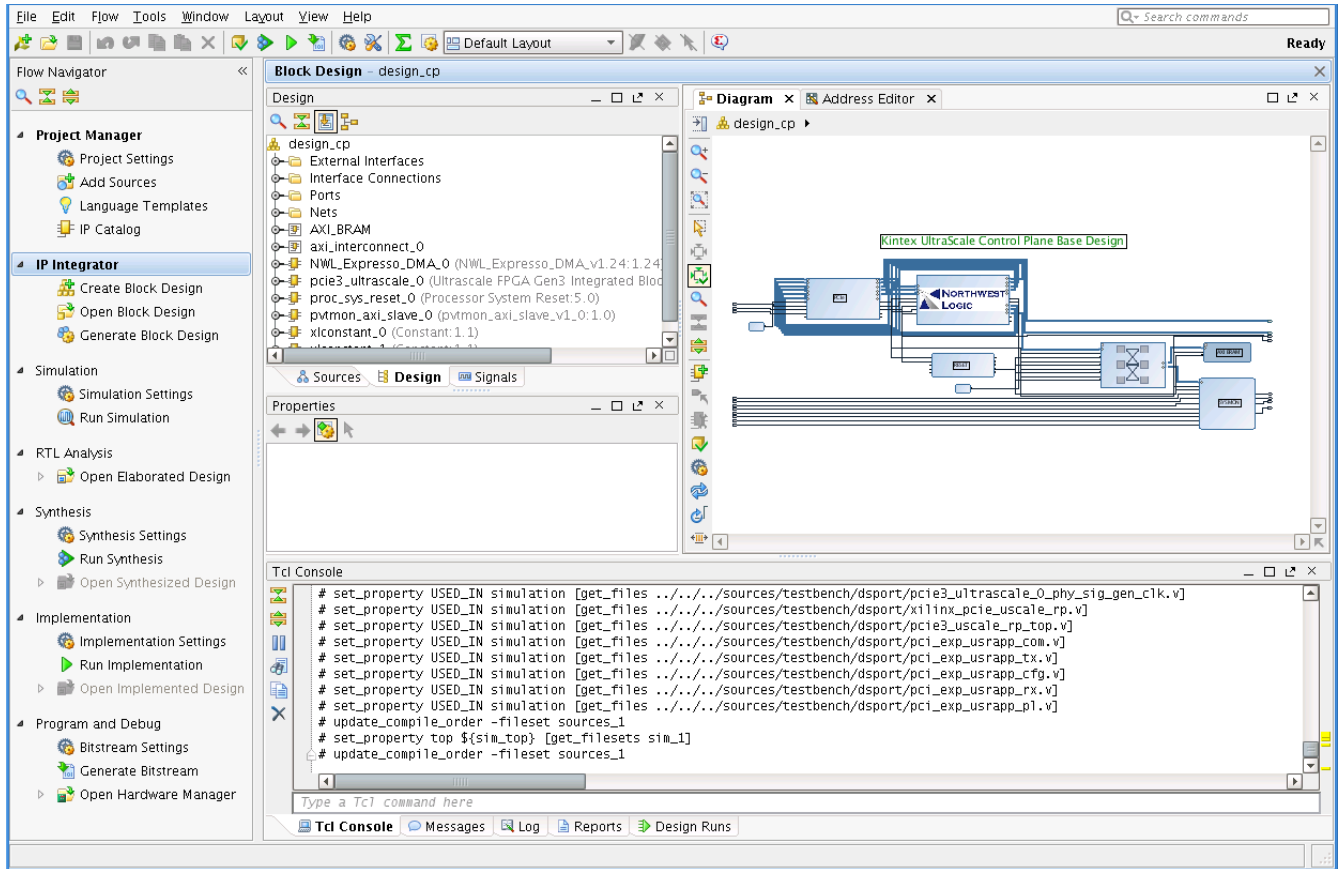 File Edit Flow Tools Window Layout View Help
Search commands
Default Layout
Ready
Flow Navigator
Project Manager
Project Settings
Add Sources
Language Templates
IP Catalog
IP Integrator
Create Block Design
Open Block Design
Generate Block Design
Simulation
Simulation Settings
Run Simulation
RTL Analysis
Open Elaborated Design
Synthesis
Synthesis Settings
Run Synthesis
Open Synthesized Design
Implementation
Implementation Settings
Run Implementation
Open Implemented Design
Program and Debug
Bitstream Settings
Generate Bitstream
Open Hardware Manager
Block Design - design_cp
Design
design_cp
External Interfaces
Interface Connections
Ports
Nets
AXI_BRAM
axi_interconnect_0
NWL_Expresso_DMA_0 (NWL_Expresso_DMA_v1.24:1.24)
pcie3_ultrascale_0 (Ultrascale FPGA Gen3 Integrated Bloc
proc_sys_reset_0 (Processor System Reset:5.0)
pvtmon_axi_slave_0 (pvtmon_axi_slave_v1_0:1.0)
xlconstant_0 (Constant:1.1)
Sources Design Signals
Properties
Diagram Address Editor
design_cp
Kintex UltraScale Control Plane Base Design
NORTHWEST
LOGIC
Tcl Console
# set_property USED_IN simulation [get_files ../../../sources/testbench/dsport/pcie3_ultrascale_0_phy_sig_gen_clk.v]
# set_property USED_IN simulation [get_files ../../../sources/testbench/dsport/xilinx_pcie_uscale_rp.v]
# set_property USED_IN simulation [get_files ../../../sources/testbench/dsport/pcie3_uscale_rp_top.v]
# set_property USED_IN simulation [get_files ../../../sources/testbench/dsport/pci_exp_usrapp_com.v]
# set_property USED_IN simulation [get_files ../../../sources/testbench/dsport/pci_exp_usrapp_tx.v]
# set_property USED_IN simulation [get_files ../../../sources/testbench/dsport/pci_exp_usrapp_cfg.v]
# set_property USED_IN simulation [get_files ../../../sources/testbench/dsport/pci_exp_usrapp_rx.v]
# set_property USED_IN simulation [get_files ../../../sources/testbench/dsport/pci_exp_usrapp_pl.v]
# update_compile_order -fileset sources_1
# set_property top ${sim_top} [get_filesets sim_1]
# update_compile_order -fileset sources_1
Type a Tcl command here
Tcl Console Messages Log Reports Design Runs